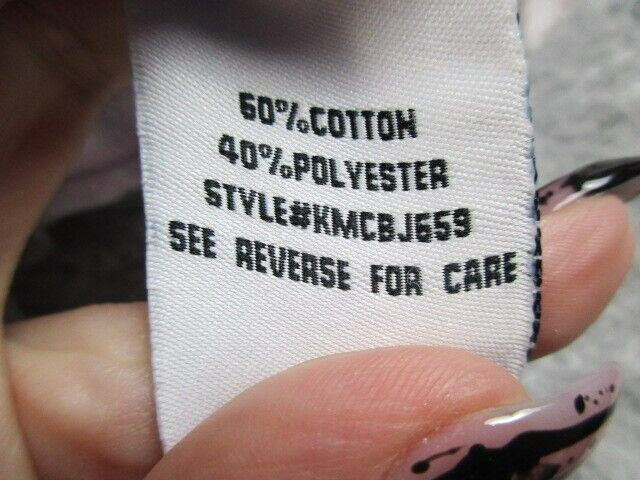 60%COTTON
40%POLYESTER
STYLE#KMCBJ659
SEE REVERSE FOR CARE